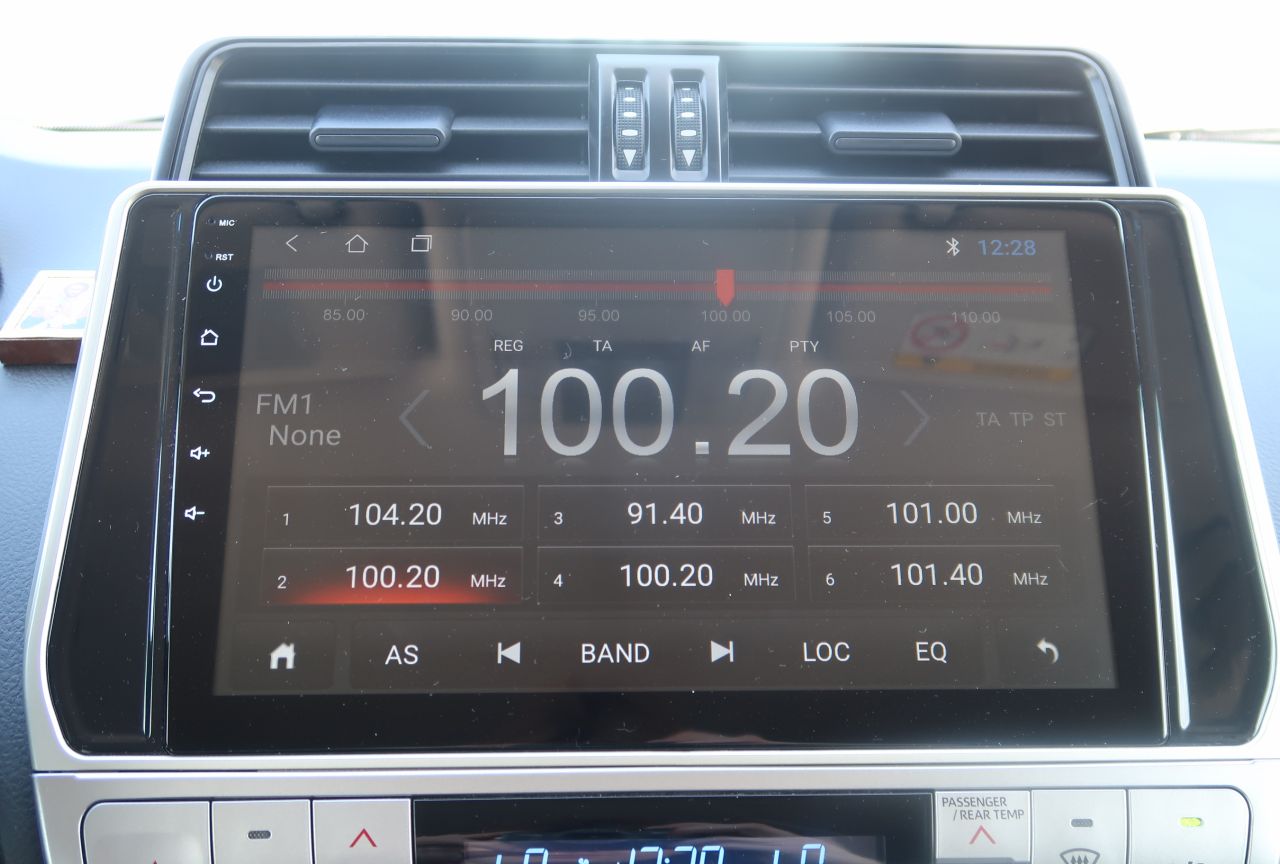 MIC
RST
12:28
85.00 90.00 95.00 100.00 105.00 110.00
REG TA AF PTY
FM1
None
100.20
TA TP ST
1 104.20 MHz
3 91.40 MHz
5 101.00 MHz
2 100.20 MHz
4 100.20 MHz
6 101.40 MHz
AS BAND LOC EQ
PASSENGER
/REAR TEMP